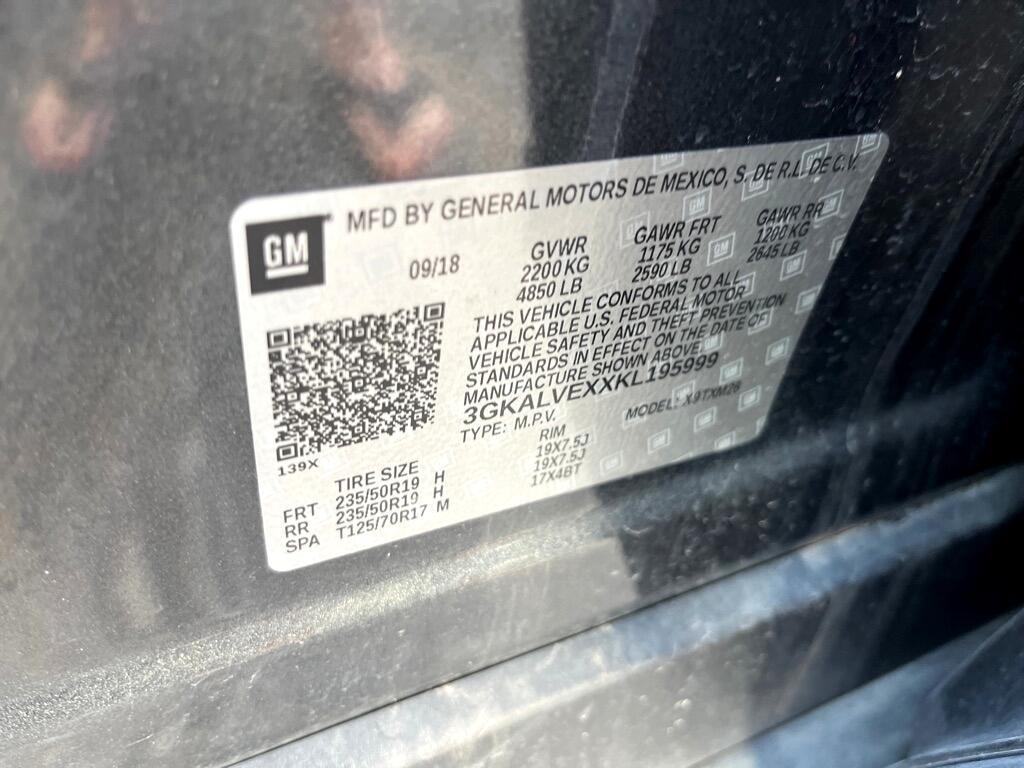 GM
MFD BY GENERAL MOTORS DE MEXICO, S. DE R.L. DE C.V.
09/18
GVWR
2200 KG
4850 LB
GAWR FRT
1175 KG
2590 LB
GAWR RR
1200 KG
2645 LB
THIS VEHICLE CONFORMS TO ALL
APPLICABLE U.S. FEDERAL MOTOR
VEHICLE SAFETY AND THEFT PREVENTION
STANDARDS IN EFFECT ON THE DATE OF
MANUFACTURE SHOWN ABOVE.
3GKALVEXXKL195999
TYPE: M.P.V. MODEL: X9TXM26
139X
TIRE SIZE RIM
FRT 235/50R19 H 19X7.5J
RR 235/50R19 H 19X7.5J
SPA T125/70R17 M 17X4BT